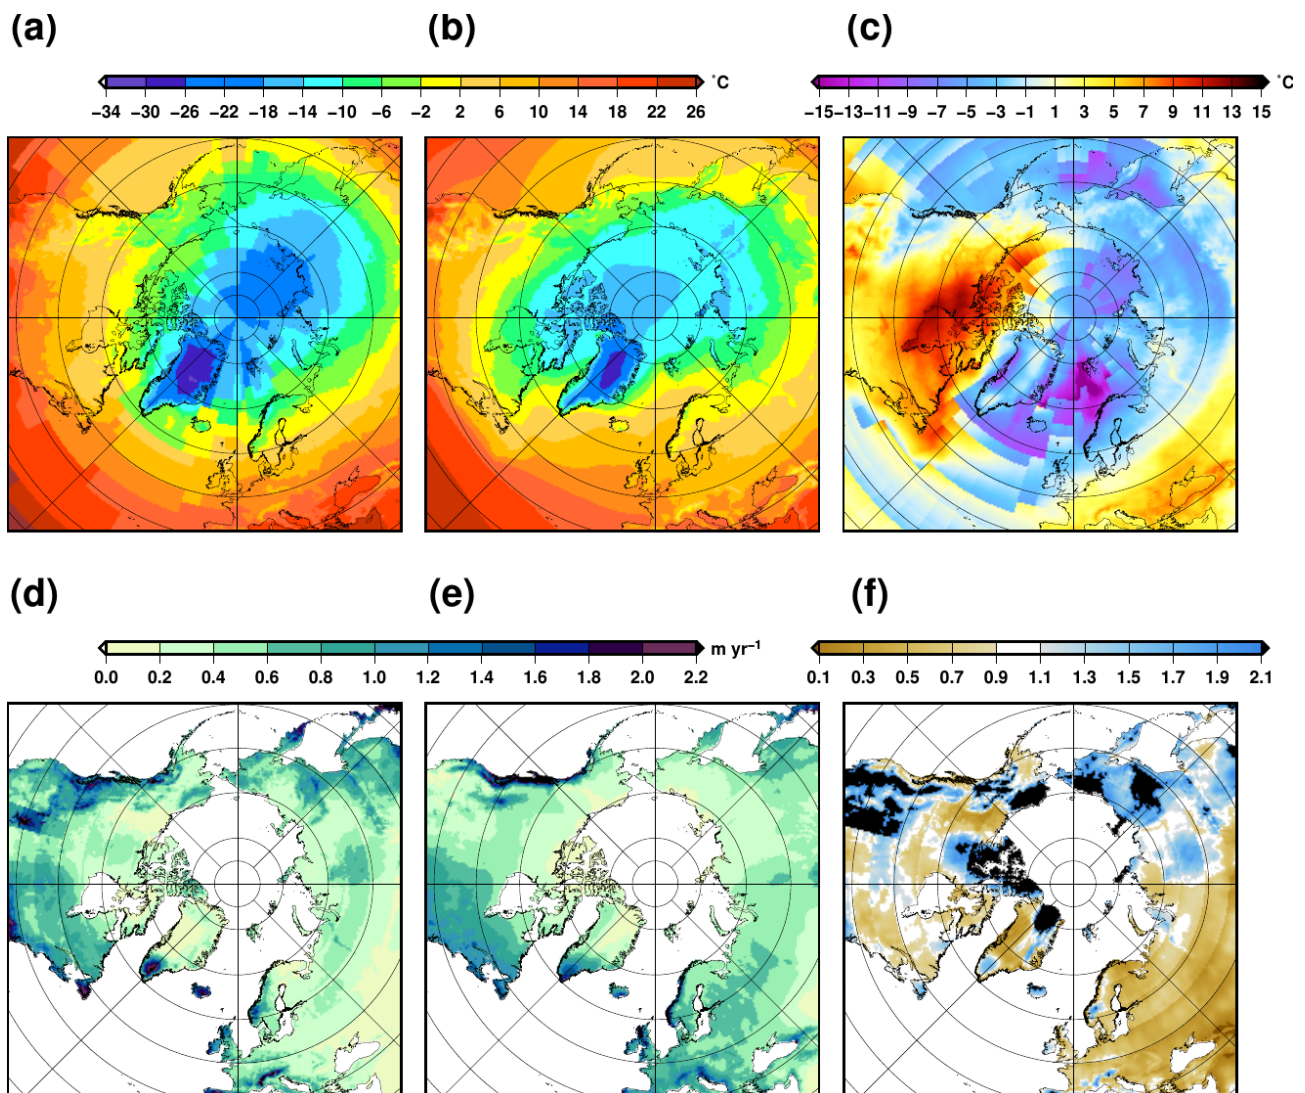 (a) (b) (c)
°C °C
−34 −30 −26 −22 −18 −14 −10 −6 −2 2 6 10 14 18 22 26 −15 −13 −11 −9 −7 −5 −3 −1 1 3 5 7 9 11 13 15
(d) (e) (f)
m yr⁻¹
0.0 0.2 0.4 0.6 0.8 1.0 1.2 1.4 1.6 1.8 2.0 2.2 0.1 0.3 0.5 0.7 0.9 1.1 1.3 1.5 1.7 1.9 2.1